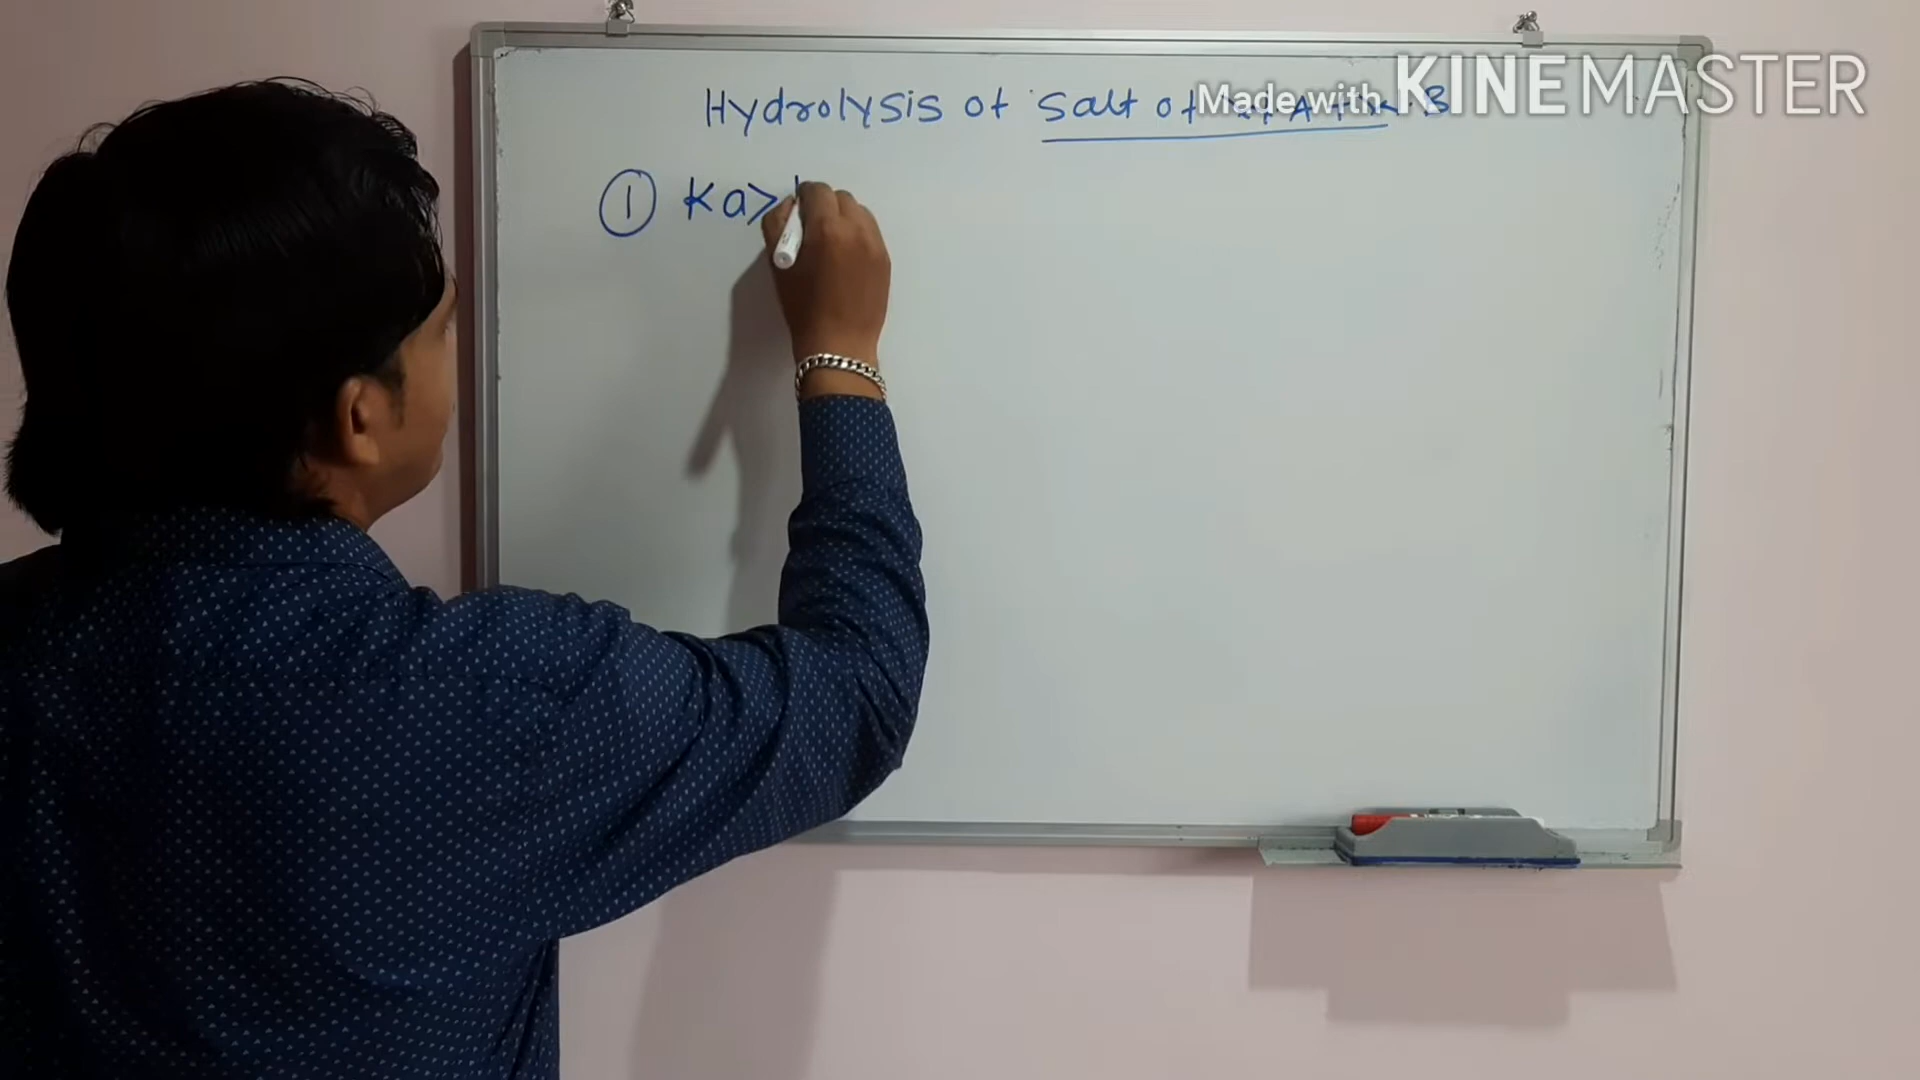 Hydrolysis of Salt of
Made with KINEMASTER
① Ka >